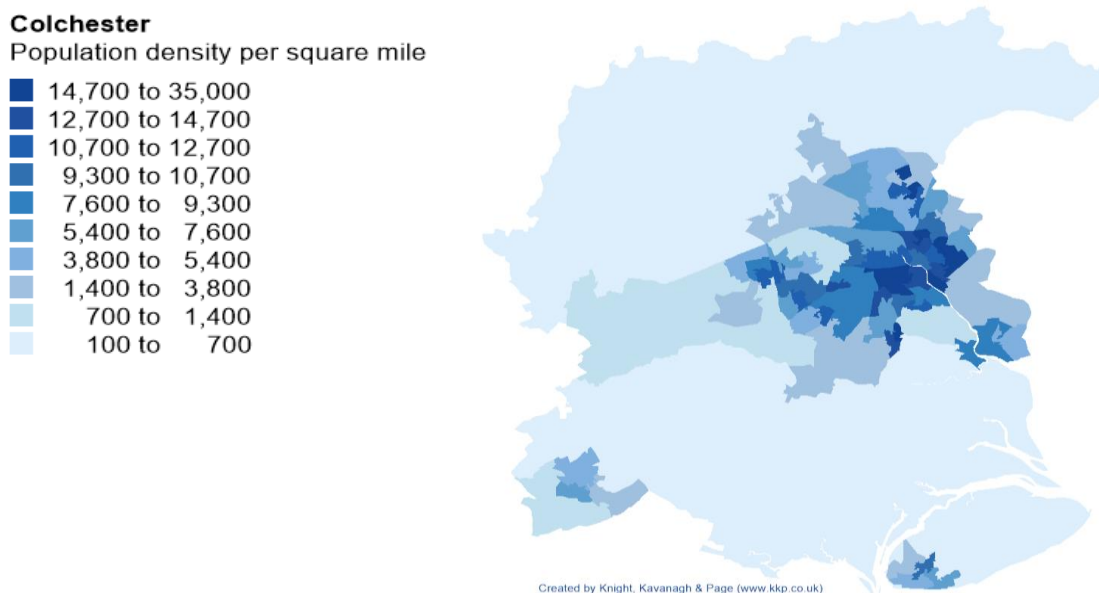 Colchester
Population density per square mile
14,700 to 35,000
12,700 to 14,700
10,700 to 12,700
9,300 to 10,700
7,600 to 9,300
5,400 to 7,600
3,800 to 5,400
1,400 to 3,800
700 to 1,400
100 to 700
Created by Knight, Kavanagh & Page (www.kkp.co.uk)